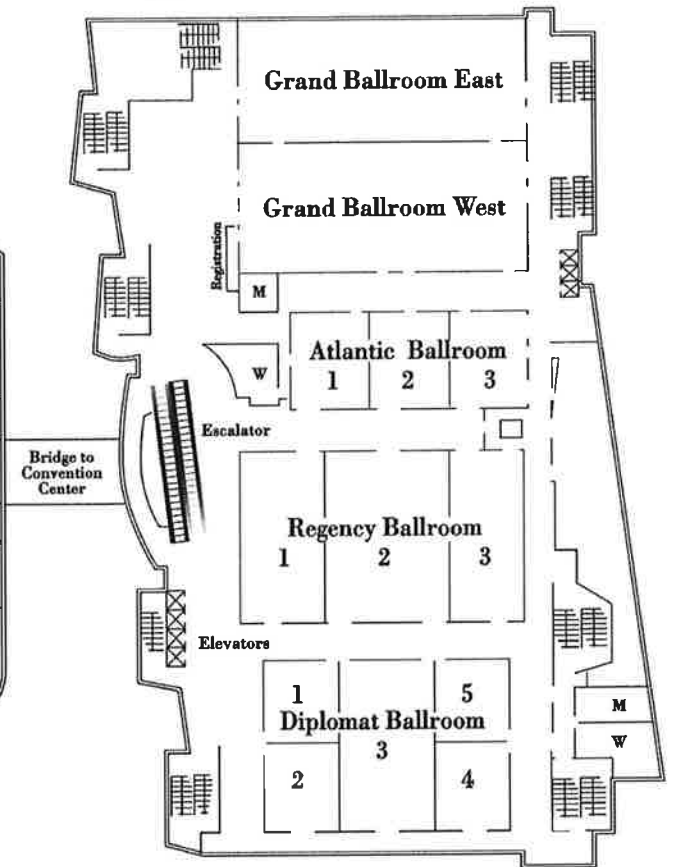 Grand Ballroom East
Grand Ballroom West
Registration
M
Atlantic Ballroom
1 2 3
W
Escalator
Bridge to
Convention
Center
Regency Ballroom
1 2 3
Elevators
1 5
Diplomat Ballroom
3
2 4
M
W